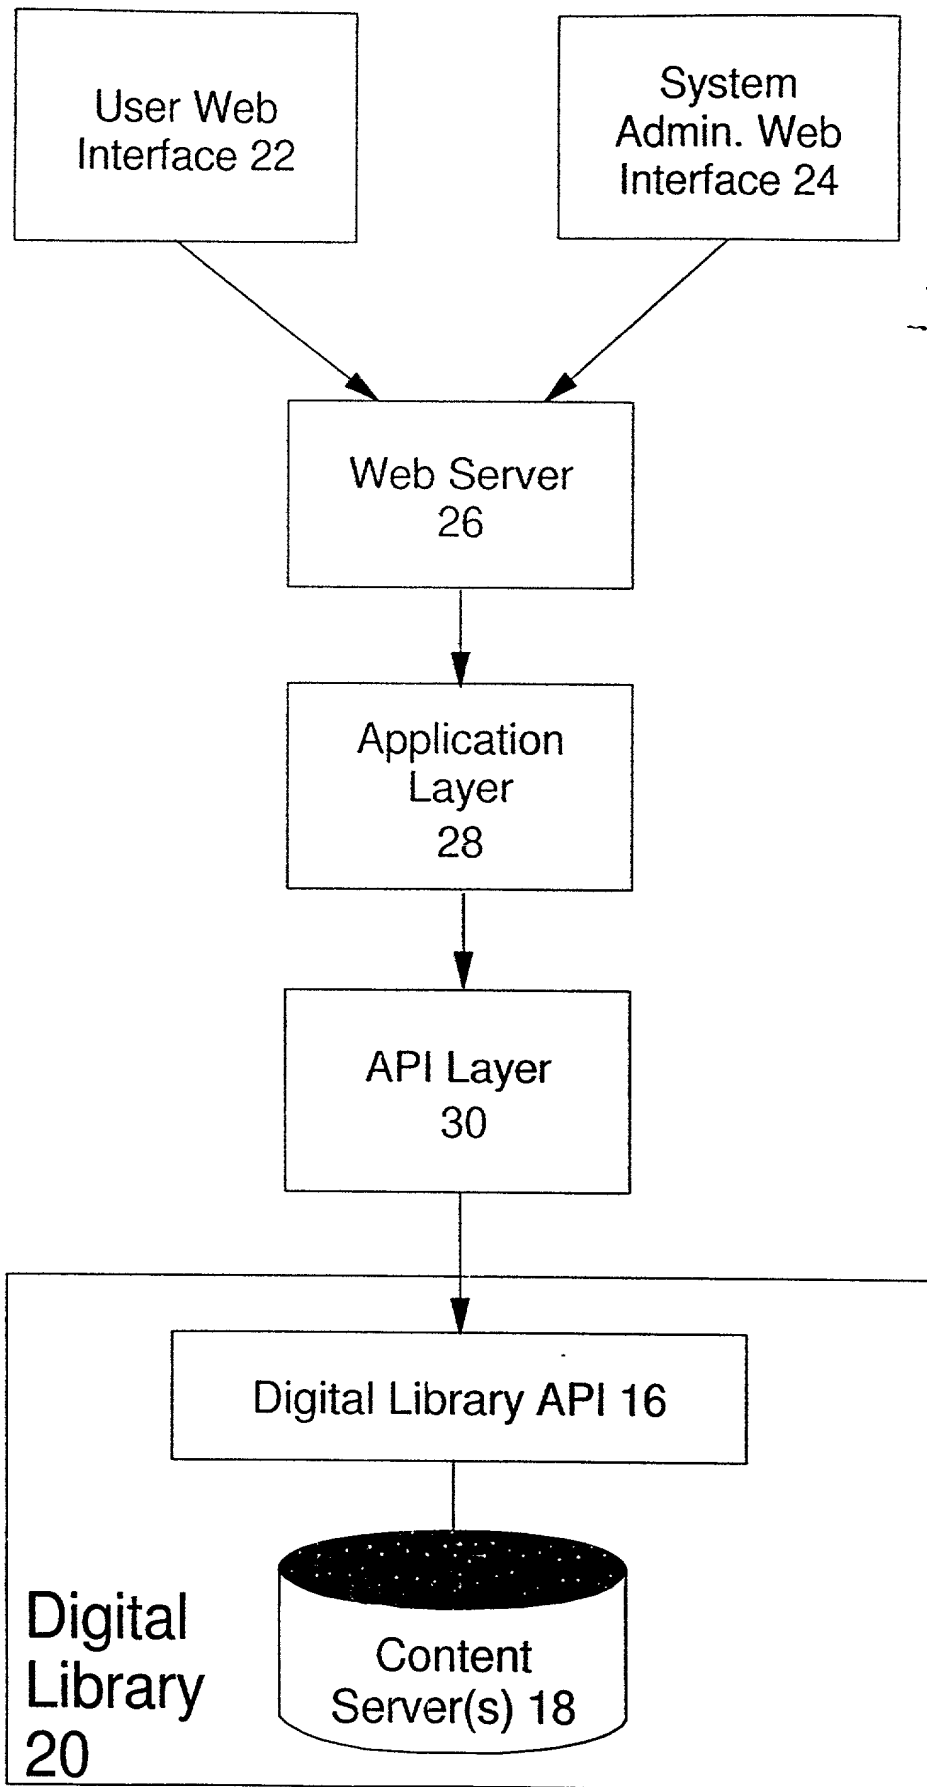 User Web
Interface 22
System
Admin. Web
Interface 24
Web Server
26
Application
Layer
28
API Layer
30
Digital Library API 16
Content
Server(s) 18
Digital
Library
20